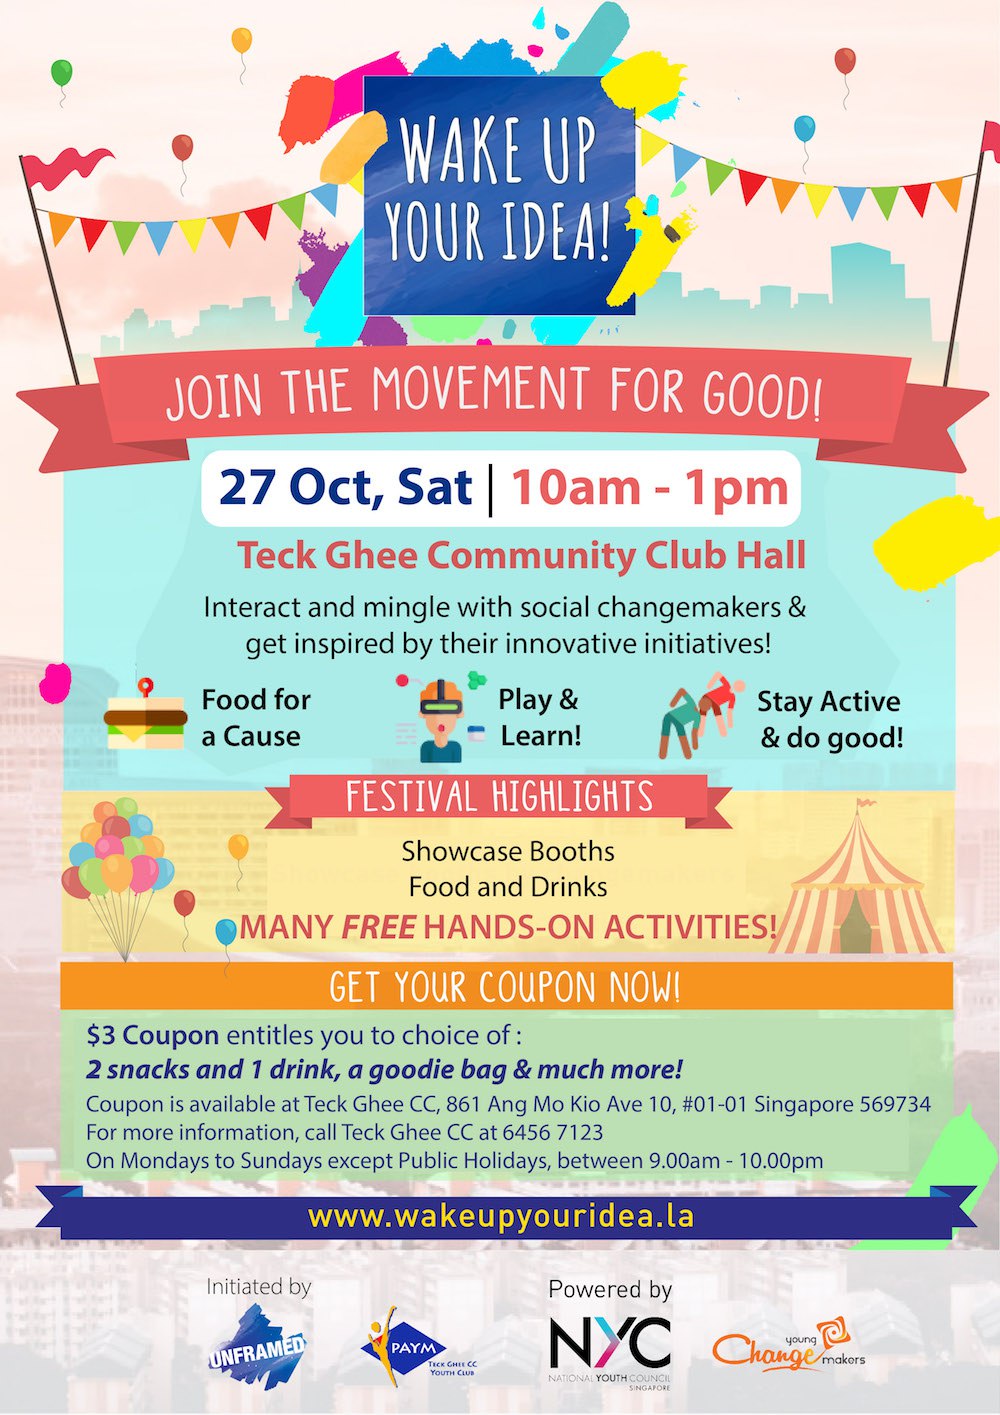 WAKE UP
YOUR IDEA!
JOIN THE MOVEMENT FOR GOOD!
27 Oct, Sat | 10am - 1pm
Teck Ghee Community Club Hall
Interact and mingle with social changemakers &
get inspired by their innovative initiatives!
Food for
a Cause
Play &
Learn!
Stay Active
& do good!
FESTIVAL HIGHLIGHTS
Showcase Booths
Food and Drinks
MANY FREE HANDS-ON ACTIVITIES!
GET YOUR COUPON NOW!
$3 Coupon entitles you to choice of :
2 snacks and 1 drink, a goodie bag & much more!
Coupon is available at Teck Ghee CC, 861 Ang Mo Kio Ave 10, #01-01 Singapore 569734
For more information, call Teck Ghee CC at 6456 7123
On Mondays to Sundays except Public Holidays, between 9.00am - 10.00pm
www.wakeupyouridea.la
Initiated by
UNFRAMED
PAYM
TECK GHEE CC
YOUTH CLUB
Powered by
NYC
NATIONAL YOUTH COUNCIL
SINGAPORE
young
Change makers